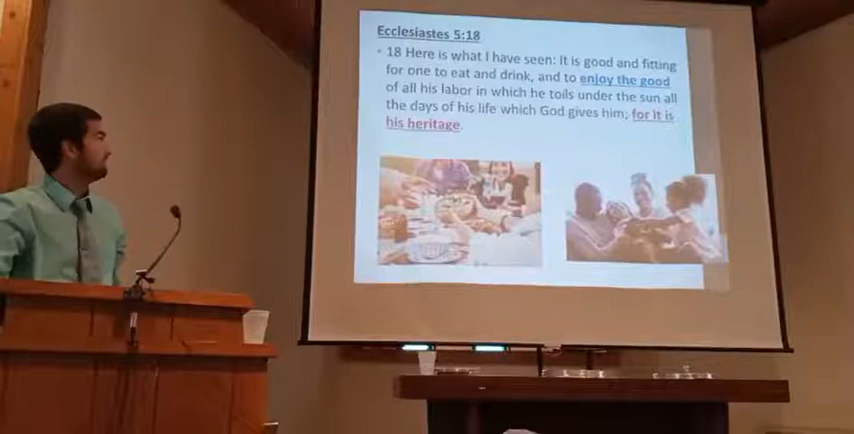 Ecclesiastes 5:18
• 18 Here is what I have seen: It is good and fitting
for one to eat and drink, and to enjoy the good
of all his labor in which he toils under the sun all
the days of his life which God gives him; for it is
his heritage.